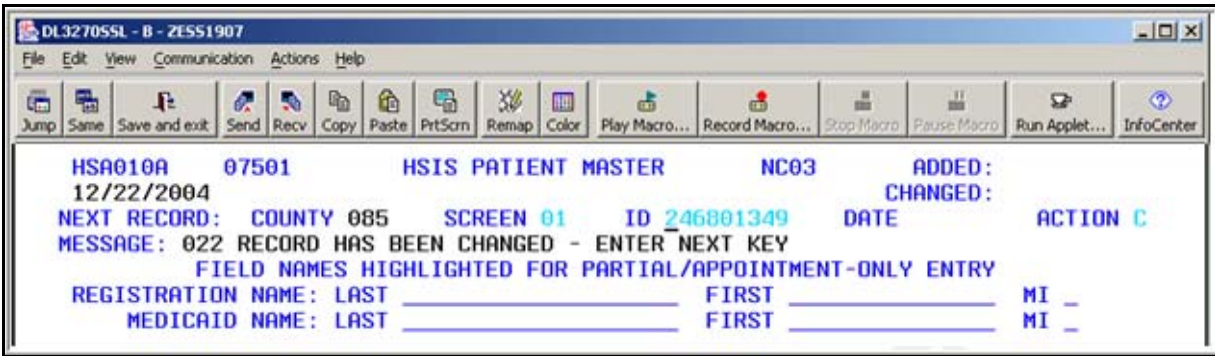 DL3270SSL - B - ZESS1907
File Edit View Communication Actions Help
Jump Same Save and exit Send Recv Copy Paste PrtScrn Remap Color Play Macro... Record Macro... Stop Macro Pause Macro Run Applet... InfoCenter
HSA010A 07501 HSIS PATIENT MASTER NC03 ADDED:
12/22/2004 CHANGED:
NEXT RECORD: COUNTY 085 SCREEN 01 ID 246801349 DATE ACTION C
MESSAGE: 022 RECORD HAS BEEN CHANGED - ENTER NEXT KEY
FIELD NAMES HIGHLIGHTED FOR PARTIAL/APPOINTMENT-ONLY ENTRY
REGISTRATION NAME: LAST ____________________ FIRST _______________ MI _
MEDICAID NAME: LAST ____________________ FIRST _______________ MI _